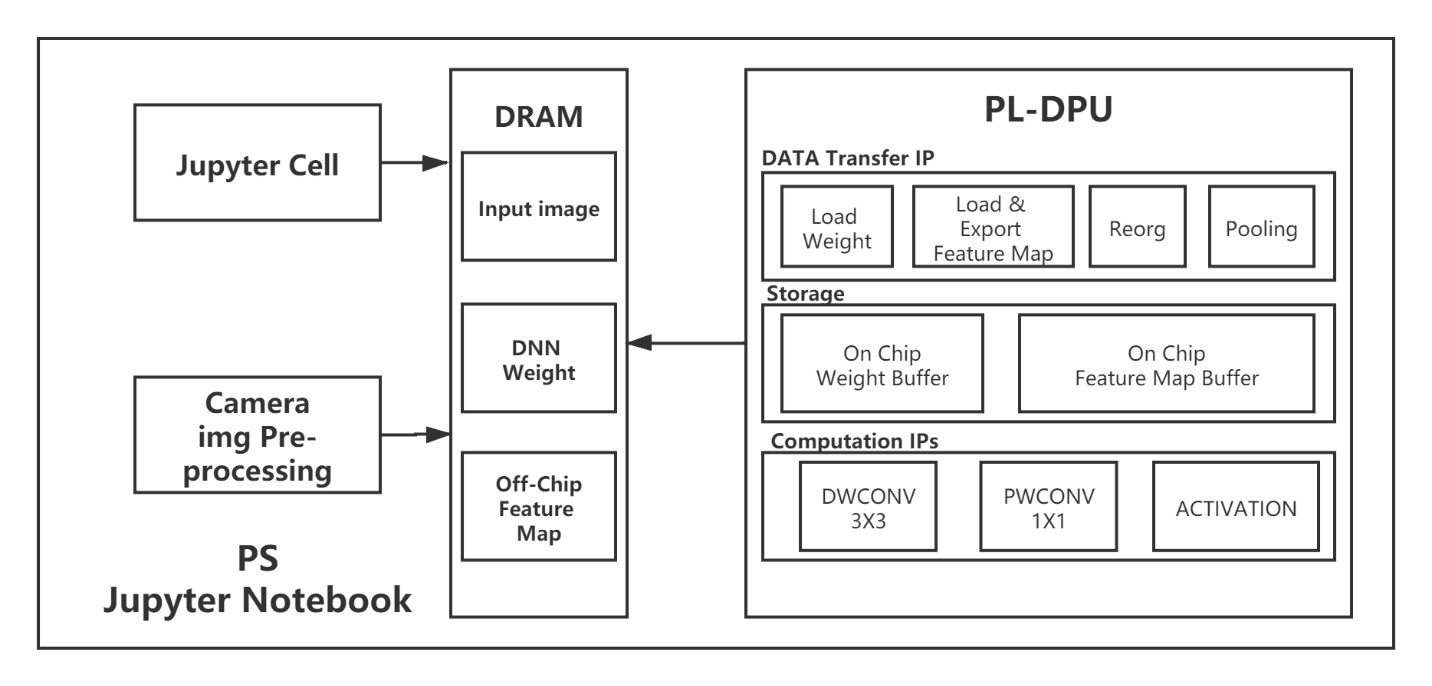 Jupyter Cell
Camera
img Pre-
processing
PS
Jupyter Notebook
DRAM
Input image
DNN
Weight
Off-Chip
Feature
Map
PL-DPU
DATA Transfer IP
Load
Weight
Load &
Export
Feature Map
Reorg
Pooling
Storage
On Chip
Weight Buffer
On Chip
Feature Map Buffer
Computation IPs
DWCONV
3X3
PWCONV
1X1
ACTIVATION